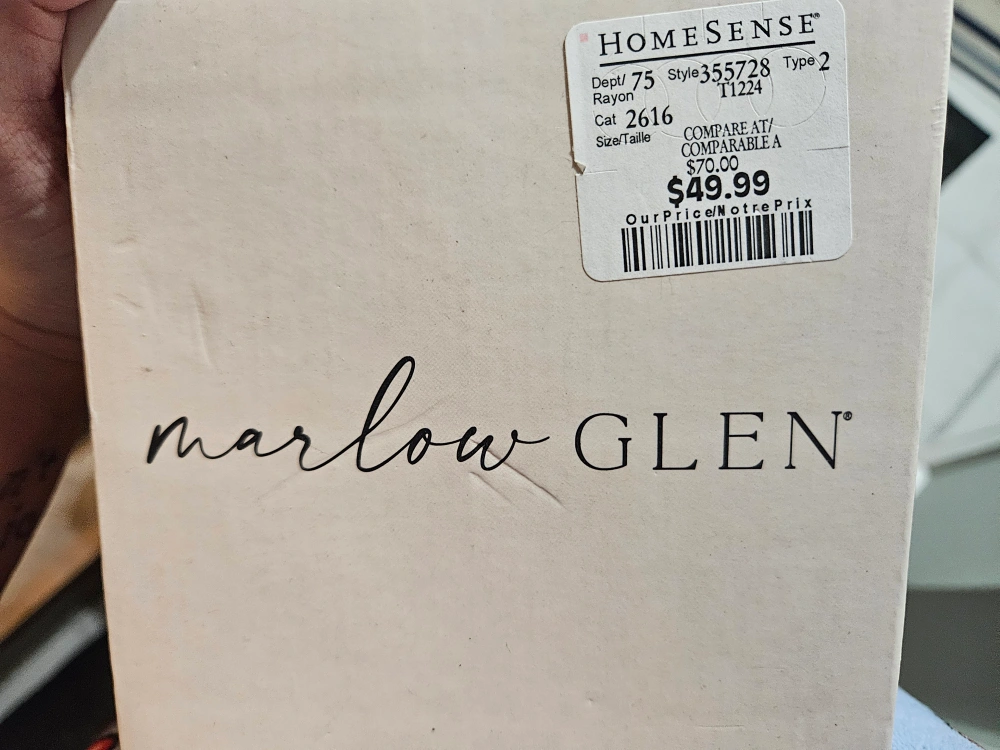 HOMESENSE®
Dept/ 75 Style 355728 Type 2
Rayon T1224
Cat 2616
Size/Taille
COMPARE AT/
COMPARABLE A
$70.00
$49.99
OurPrice/NotrePrix
marlow GLEN®